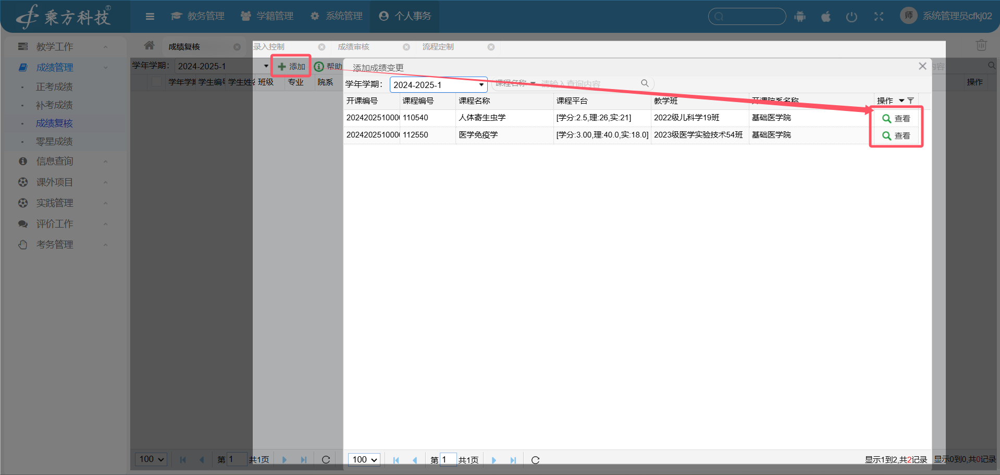 乘方科技
教务管理
学籍管理
系统管理
个人事务
师
系统管理员cfkj02
教学工作
成绩管理
正考成绩
补考成绩
成绩复核
零星成绩
信息查询
课外项目
实践管理
评价工作
考务管理
成绩复核
录入控制
成绩审核
流程定制
学年学期：
2024-2025-1
添加
帮助
内容
学年学期
学生编号
学生姓名
班级
专业
院系
操作
添加成绩变更
学年学期：
2024-2025-1
课程名称
请输入查询内容
开课编号 课程编号 课程名称 课程平台 教学班 开课院系名称 操作
2024202510006 110540 人体寄生虫学 [学分:2.5,理:26,实:21] 2022级儿科学19班 基础医学院 查看
2024202510006 112550 医学免疫学 [学分:3.00,理:40.0,实:18.0] 2023级医学实验技术54班 基础医学院 查看
100
第 1 共1页
100
第 1 共1页
显示1到2,共2记录
显示0到0,共0记录